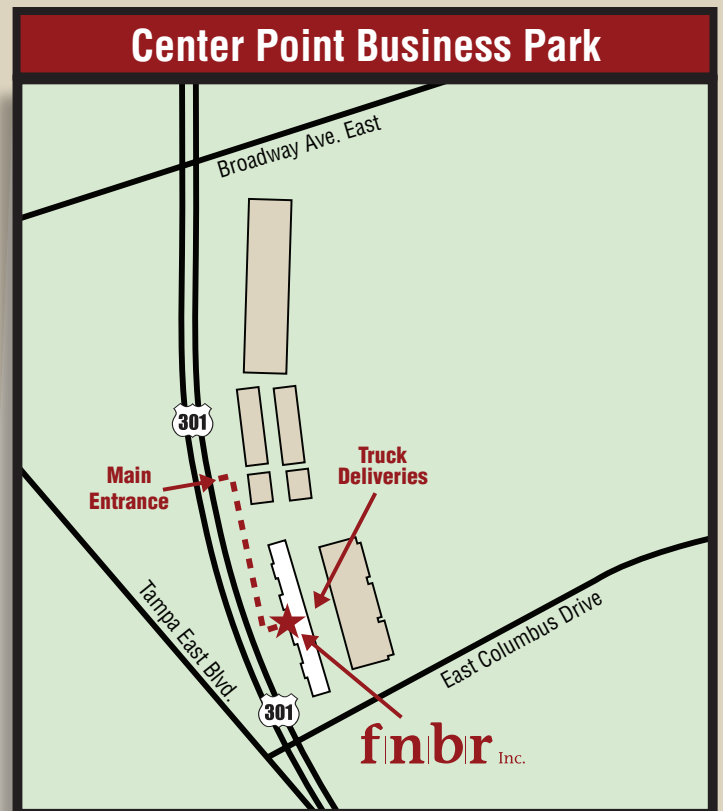 Center Point Business Park
Broadway Ave. East
301
Truck
Deliveries
Main
Entrance
Tampa East Blvd.
East Columbus Drive
301
f|n|b|r Inc.